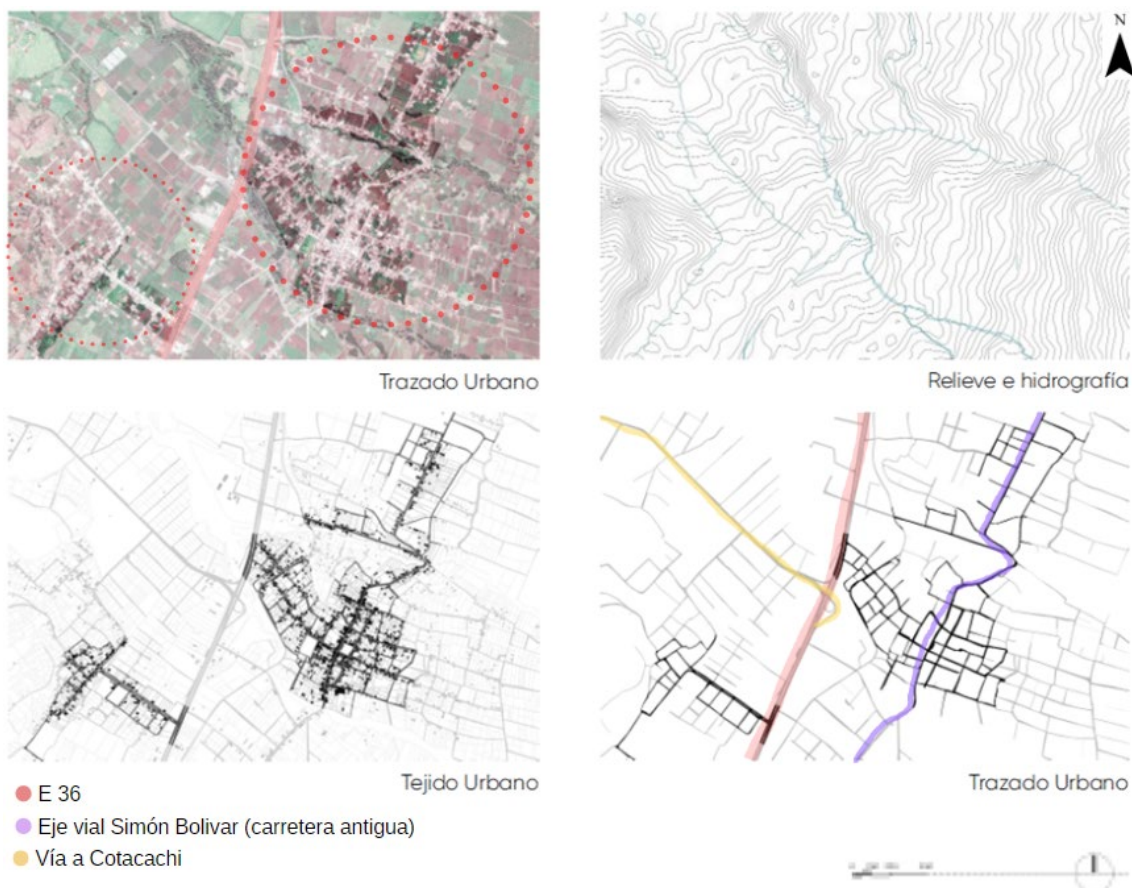 N
Trazado Urbano
Relieve e hidrografía
Tejido Urbano
Trazado Urbano
E 36
Eje vial Simón Bolivar (carretera antigua)
Vía a Cotacachi